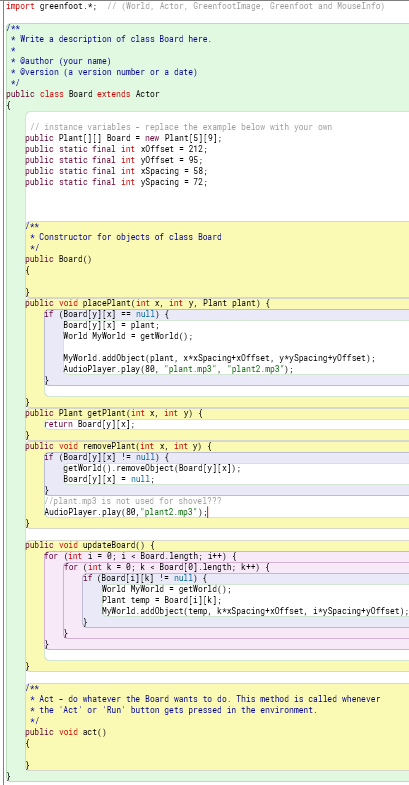 import greenfoot.*;  // (World, Actor, GreenfootImage, Greenfoot and MouseInfo)
/**
 * Write a description of class Board here.
 *
 * @author (your name)
 * @version (a version number or a date)
 */
public class Board extends Actor
{
    // instance variables - replace the example below with your own
    public Plant[][] Board = new Plant[5][9];
    public static final int xOffset = 212;
    public static final int yOffset = 95;
    public static final int xSpacing = 58;
    public static final int ySpacing = 72;
    /**
     * Constructor for objects of class Board
     */
    public Board()
    {
    }
    public void placePlant(int x, int y, Plant plant) {
        if (Board[y][x] == null) {
            Board[y][x] = plant;
            World MyWorld = getWorld();
            MyWorld.addObject(plant, x*xSpacing+xOffset, y*ySpacing+yOffset);
            AudioPlayer.play(80, "plant.mp3", "plant2.mp3");
        }
    }
    public Plant getPlant(int x, int y) {
        return Board[y][x];
    }
    public void removePlant(int x, int y) {
        if (Board[y][x] != null) {
            getWorld().removeObject(Board[y][x]);
            Board[y][x] = null;
        }
        //plant.mp3 is not used for shovel???
        AudioPlayer.play(80,"plant2.mp3");
    }
    public void updateBoard() {
        for (int i = 0; i < Board.length; i++) {
            for (int k = 0; k < Board[0].length; k++) {
                if (Board[i][k] != null) {
                    World MyWorld = getWorld();
                    Plant temp = Board[i][k];
                    MyWorld.addObject(temp, k*xSpacing+xOffset, i*ySpacing+yOffset);
                }
            }
        }
    }
    /**
     * Act - do whatever the Board wants to do. This method is called whenever
     * the 'Act' or 'Run' button gets pressed in the environment.
     */
    public void act()
    {
    }
}